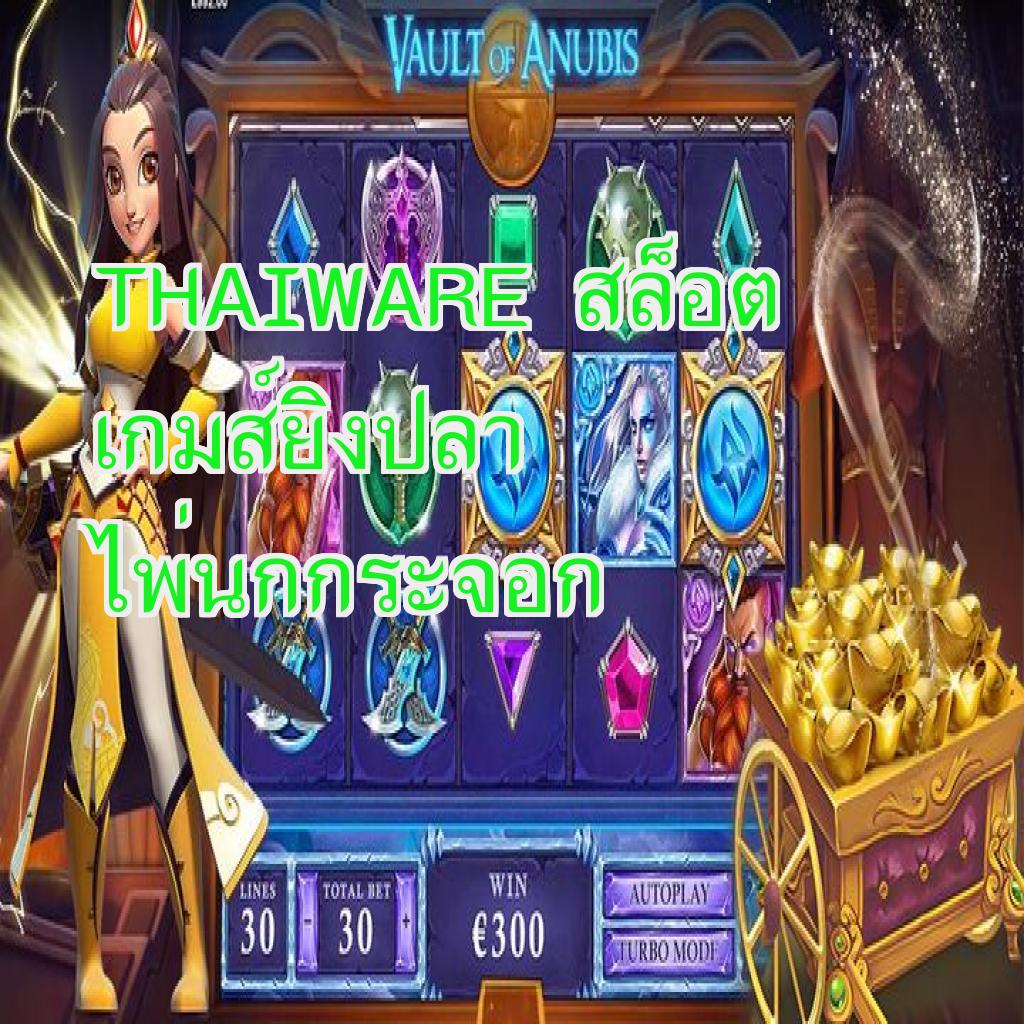 VAULT OF ANUBIS
THAIWARE สล็อต
เกมส์ยิงปลา
ไพ่นกกระจอก
LINES
30
TOTAL BET
- 30 +
WIN
€300
AUTOPLAY
TURBO MODE